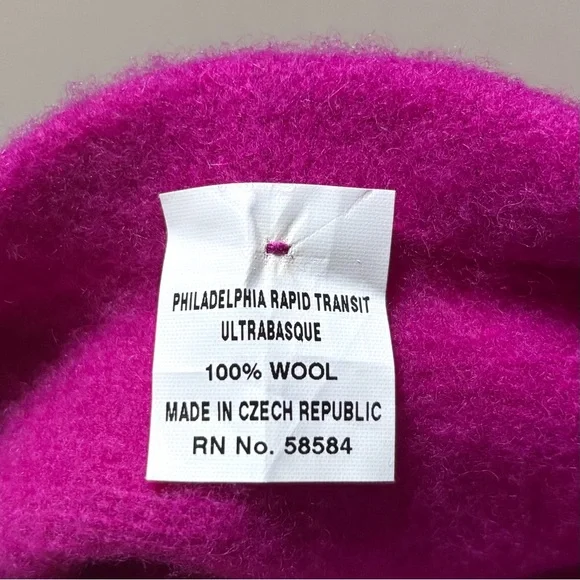 PHILADELPHIA RAPID TRANSIT
ULTRABASQUE
100% WOOL
MADE IN CZECH REPUBLIC
RN No. 58584